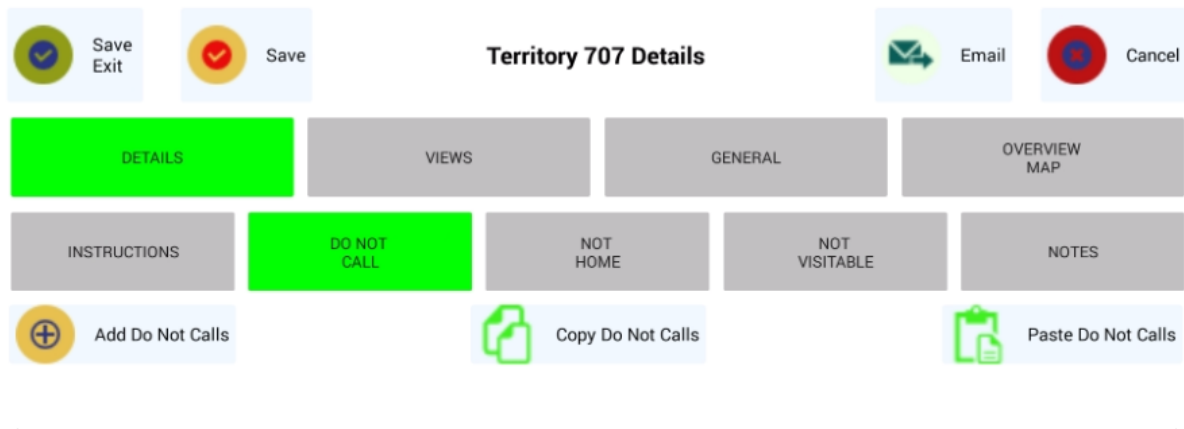 Save
Exit
Save
Territory 707 Details
Email
Cancel
DETAILS
VIEWS
GENERAL
OVERVIEW
MAP
INSTRUCTIONS
DO NOT
CALL
NOT
HOME
NOT
VISITABLE
NOTES
Add Do Not Calls
Copy Do Not Calls
Paste Do Not Calls